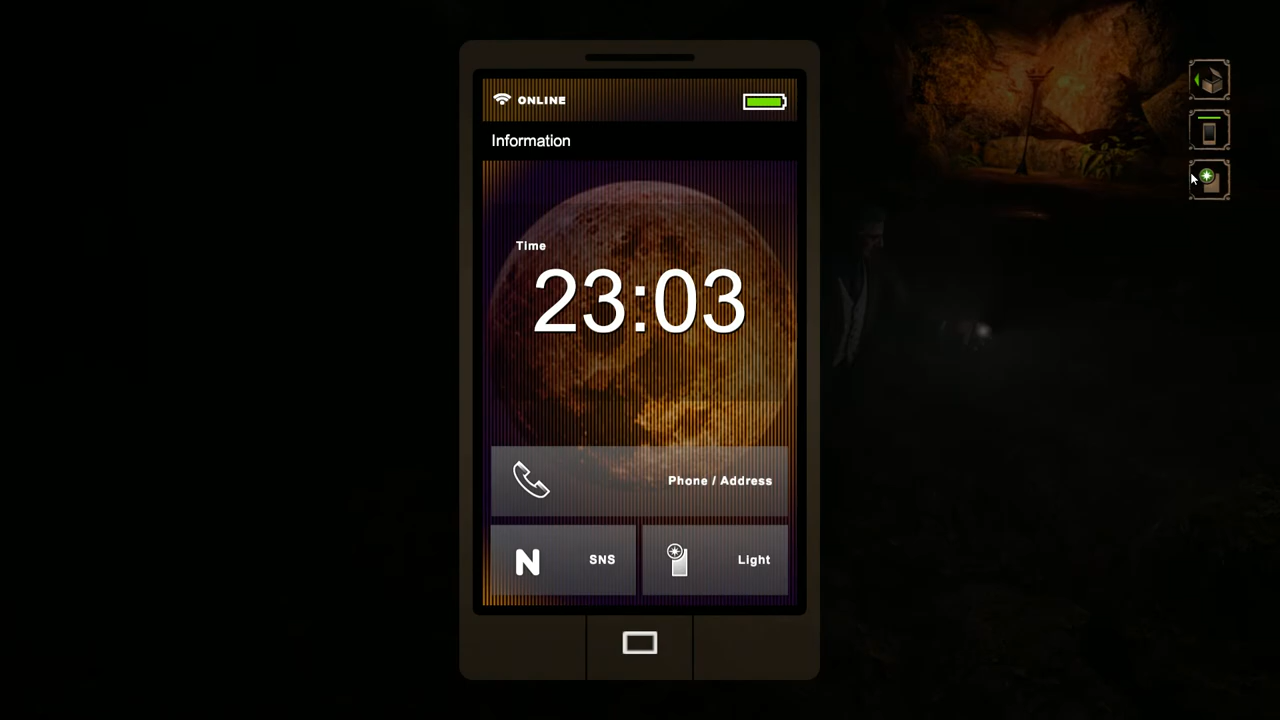 ONLINE
Information
Time
23:03
Phone / Address
N SNS
Light